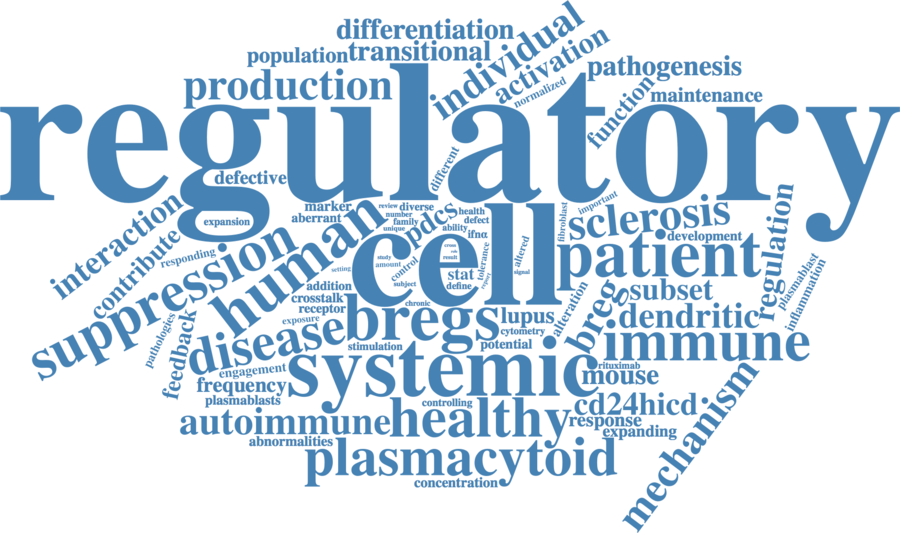 differentiation
population
transitional
individual
activation
normalized
pathogenesis
production
function
maintenance
regulatory
different
defective
marker
aberrant
review
diverse
number
family
unique
pdcs
health
defect
ability
ifnα
fibroblast
important
sclerosis
development
regulation
interaction
expansion
contribute
responding
suppression
human
cell
patient
study
amount
setting
control
subject
result
stat
define
tolerance
altered
signal
plasmablast
inflammation
addition
crosstalk
receptor
exposure
chronic
bregs
lupus
cytometry
potential
alteration
breg
subset
dendritic
immune
pathologies
feedback
disease
stimulation
engagement
systemic
rituximab
mouse
frequency
plasmablasts
controlling
cd24hicd
mechanism
autoimmune
healthy
response
expanding
abnormalities
plasmacytoid
concentration